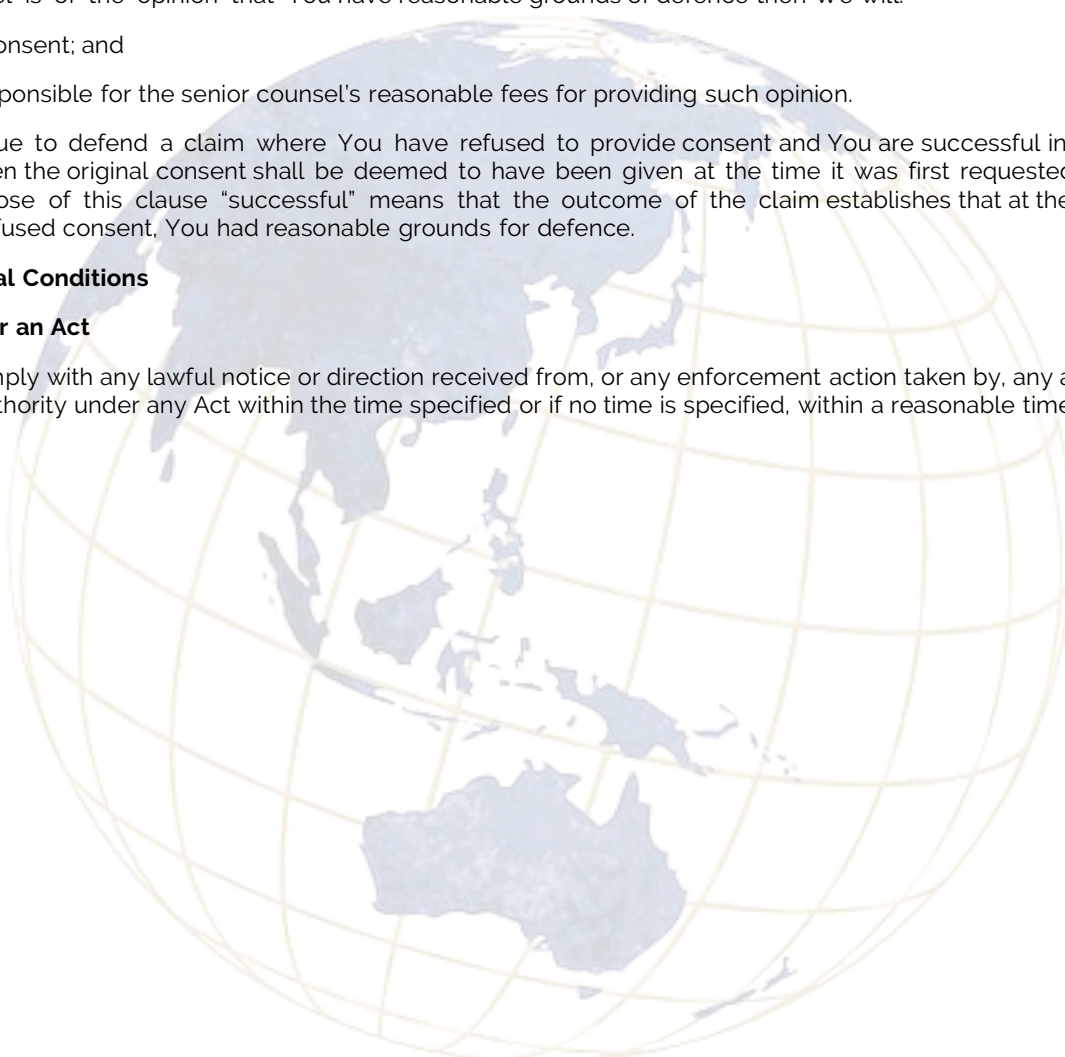 is of the opinion that You have reasonable grounds of defence then We will:
onsent; and
ponsible for the senior counsel's reasonable fees for providing such opinion.
ue to defend a claim where You have refused to provide consent and You are successful in
en the original consent shall be deemed to have been given at the time it was first requested
ose of this clause “successful” means that the outcome of the claim establishes that at the
fused consent, You had reasonable grounds for defence.
al Conditions
r an Act
mply with any lawful notice or direction received from, or any enforcement action taken by, any a
thority under any Act within the time specified or if no time is specified, within a reasonable time